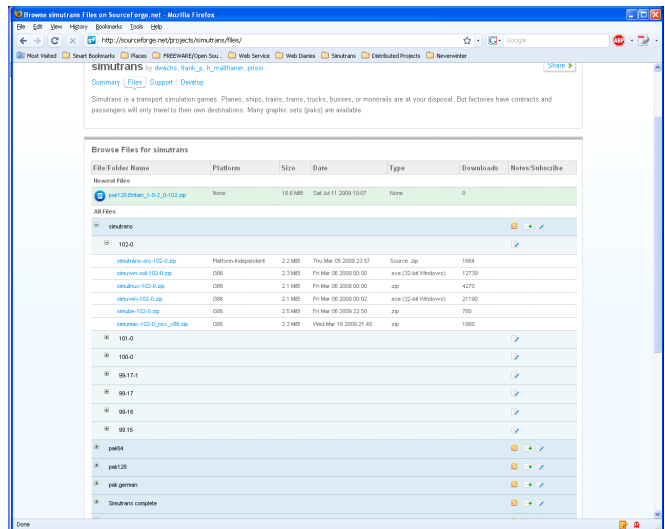 Browse simutrans Files on SourceForge.net - Mozilla Firefox
File Edit View History Bookmarks Tools Help
http://sourceforge.net/projects/simutrans/files/
Google
ABP
Most Visited Smart Bookmarks Places FREEWARE/Open Sou... Web Service Web Diaries Simutrans Distributed Projects Neverwinter
simutrans by dwachs, frank_p, h_malthaner, prissi
Share
Summary Files Support Develop
Simutrans is a transport simulation games. Planes, ships, trains, trams, trucks, busses, or monorails are at your disposal. But factories have contracts and
passengers will only travel to their own destinations. Many graphic sets (paks) are available.
Browse Files for simutrans
File/Folder Name Platform Size Date Type Downloads Notes/Subscribe
Newest Files
pak128.Britain_1-0-2_0-102.zip None 18.6 MiB Sat Jul 11 2009 19:07 None 0
All Files
simutrans
102-0
simutrans-src-102-0.zip Platform-Independent 2.2 MiB Thu Mar 05 2009 23:57 Source .zip 1664
simuwin-sdl-102-0.zip i386 2.3 MiB Fri Mar 06 2009 00:00 .exe (32-bit Windows) 12739
simulinux-102-0.zip i386 2.1 MiB Fri Mar 06 2009 00:00 .zip 4270
simuwin-102-0.zip i386 2.1 MiB Fri Mar 06 2009 00:02 .exe (32-bit Windows) 21190
simube-102-0.zip i386 2.5 MiB Fri Mar 06 2009 22:50 .zip 780
simumac-102-0_osx_x86.zip i386 2.3 MiB Wed Mar 18 2009 21:45 .zip 1860
101-0
100-0
99-17-1
99-17
99-16
99.15
pak64
pak128
pak.german
Simutrans complete
Done